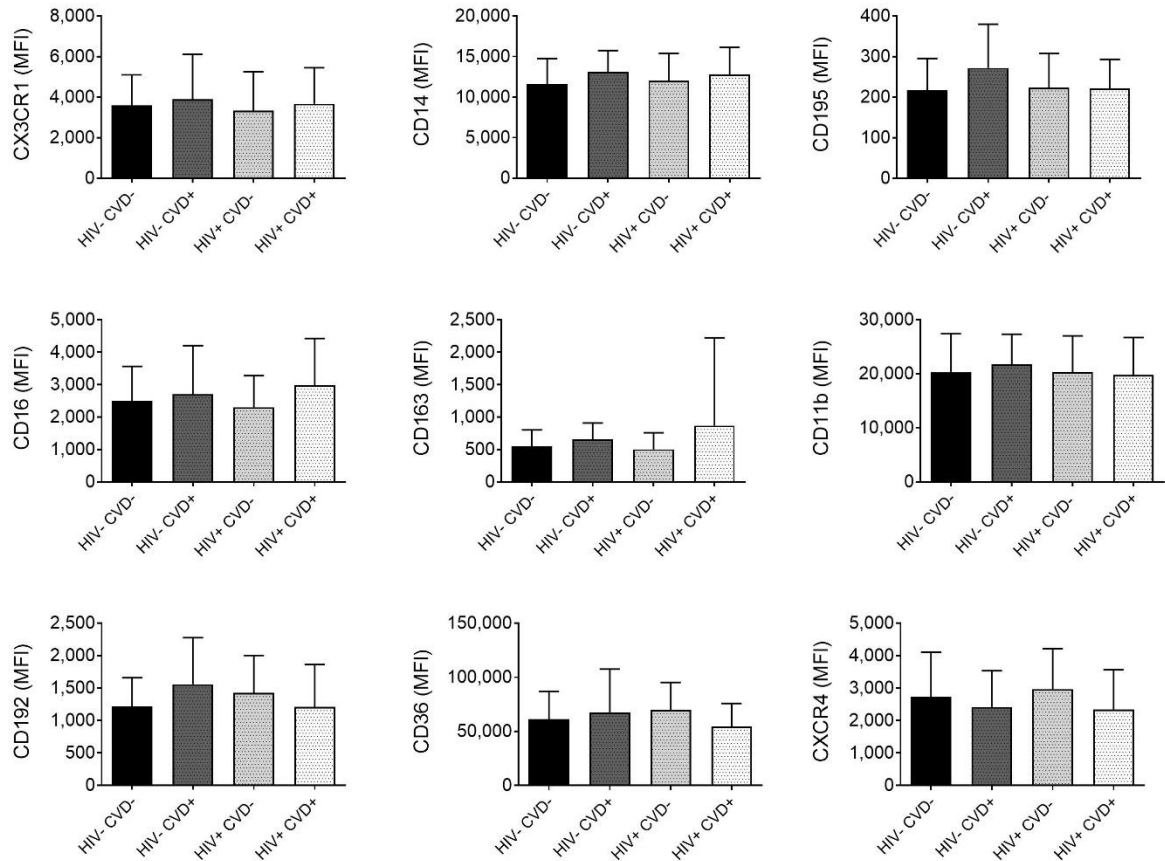 CX3CR1 (MFI)
8,000
6,000
4,000
2,000
0
HIV- CVD-
HIV- CVD+
HIV+ CVD-
HIV+ CVD+
CD14 (MFI)
20,000
15,000
10,000
5,000
0
HIV- CVD-
HIV- CVD+
HIV+ CVD-
HIV+ CVD+
CD195 (MFI)
400
300
200
100
0
HIV- CVD-
HIV- CVD+
HIV+ CVD-
HIV+ CVD+
CD16 (MFI)
5,000
4,000
3,000
2,000
1,000
0
HIV- CVD-
HIV- CVD+
HIV+ CVD-
HIV+ CVD+
CD163 (MFI)
2,500
2,000
1,500
1,000
500
0
HIV- CVD-
HIV- CVD+
HIV+ CVD-
HIV+ CVD+
CD11b (MFI)
30,000
20,000
10,000
0
HIV- CVD-
HIV- CVD+
HIV+ CVD-
HIV+ CVD+
CD192 (MFI)
2,500
2,000
1,500
1,000
500
0
HIV- CVD-
HIV- CVD+
HIV+ CVD-
HIV+ CVD+
CD36 (MFI)
150,000
100,000
50,000
0
HIV- CVD-
HIV- CVD+
HIV+ CVD-
HIV+ CVD+
CXCR4 (MFI)
5,000
4,000
3,000
2,000
1,000
0
HIV- CVD-
HIV- CVD+
HIV+ CVD-
HIV+ CVD+